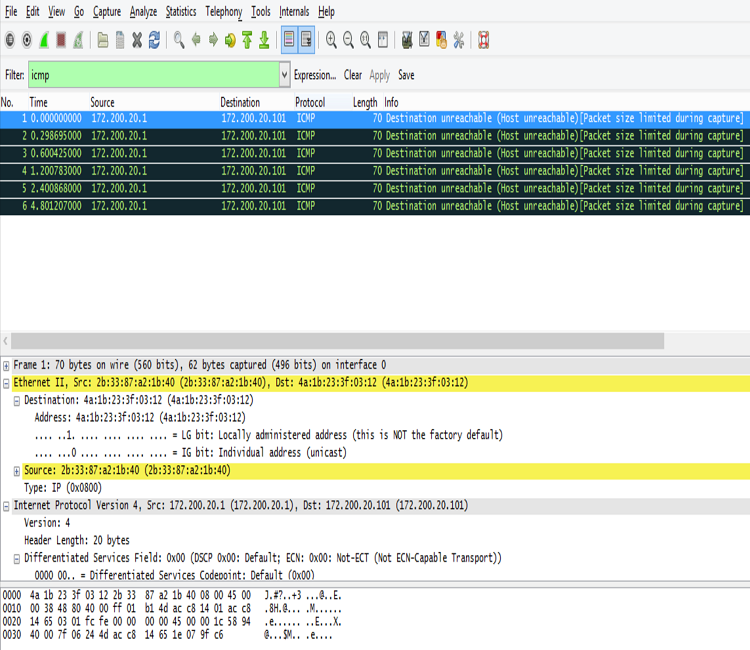 File Edit View Go Capture Analyze Statistics Telephony Tools Internals Help
Filter: icmp Expression... Clear Apply Save
No. Time Source Destination Protocol Length Info
1 0.000000000 172.200.20.1 172.200.20.101 ICMP 70 Destination unreachable (Host unreachable)[Packet size limited during capture]
2 0.298695000 172.200.20.1 172.200.20.101 ICMP 70 Destination unreachable (Host unreachable)[Packet size limited during capture]
3 0.600425000 172.200.20.1 172.200.20.101 ICMP 70 Destination unreachable (Host unreachable)[Packet size limited during capture]
4 1.200783000 172.200.20.1 172.200.20.101 ICMP 70 Destination unreachable (Host unreachable)[Packet size limited during capture]
5 2.400868000 172.200.20.1 172.200.20.101 ICMP 70 Destination unreachable (Host unreachable)[Packet size limited during capture]
6 4.801207000 172.200.20.1 172.200.20.101 ICMP 70 Destination unreachable (Host unreachable)[Packet size limited during capture]
Frame 1: 70 bytes on wire (560 bits), 62 bytes captured (496 bits) on interface 0
Ethernet II, Src: 2b:33:87:a2:1b:40 (2b:33:87:a2:1b:40), Dst: 4a:1b:23:3f:03:12 (4a:1b:23:3f:03:12)
Destination: 4a:1b:23:3f:03:12 (4a:1b:23:3f:03:12)
Address: 4a:1b:23:3f:03:12 (4a:1b:23:3f:03:12)
.... ..1. .... .... .... .... = LG bit: Locally administered address (this is NOT the factory default)
.... ...0 .... .... .... .... = IG bit: Individual address (unicast)
Source: 2b:33:87:a2:1b:40 (2b:33:87:a2:1b:40)
Type: IP (0x0800)
Internet Protocol Version 4, Src: 172.200.20.1 (172.200.20.1), Dst: 172.200.20.101 (172.200.20.101)
Version: 4
Header Length: 20 bytes
Differentiated Services Field: 0x00 (DSCP 0x00: Default; ECN: 0x00: Not-ECT (Not ECN-Capable Transport))
0000 00.. = Differentiated Services Codepoint: Default (0x00)
0000 4a 1b 23 3f 03 12 2b 33 87 a2 1b 40 08 00 45 00 J.#?..+3 ...@..E.
0010 00 38 48 80 40 00 ff 01 b1 4d ac c8 14 01 ac c8 .8H.@... .M......
0020 14 65 03 01 fc fe 00 00 00 00 45 00 00 1c 58 94 .e...... ..E...X.
0030 40 00 7f 06 24 4d ac c8 14 65 1e 07 9f c6 @...$M.. .e....